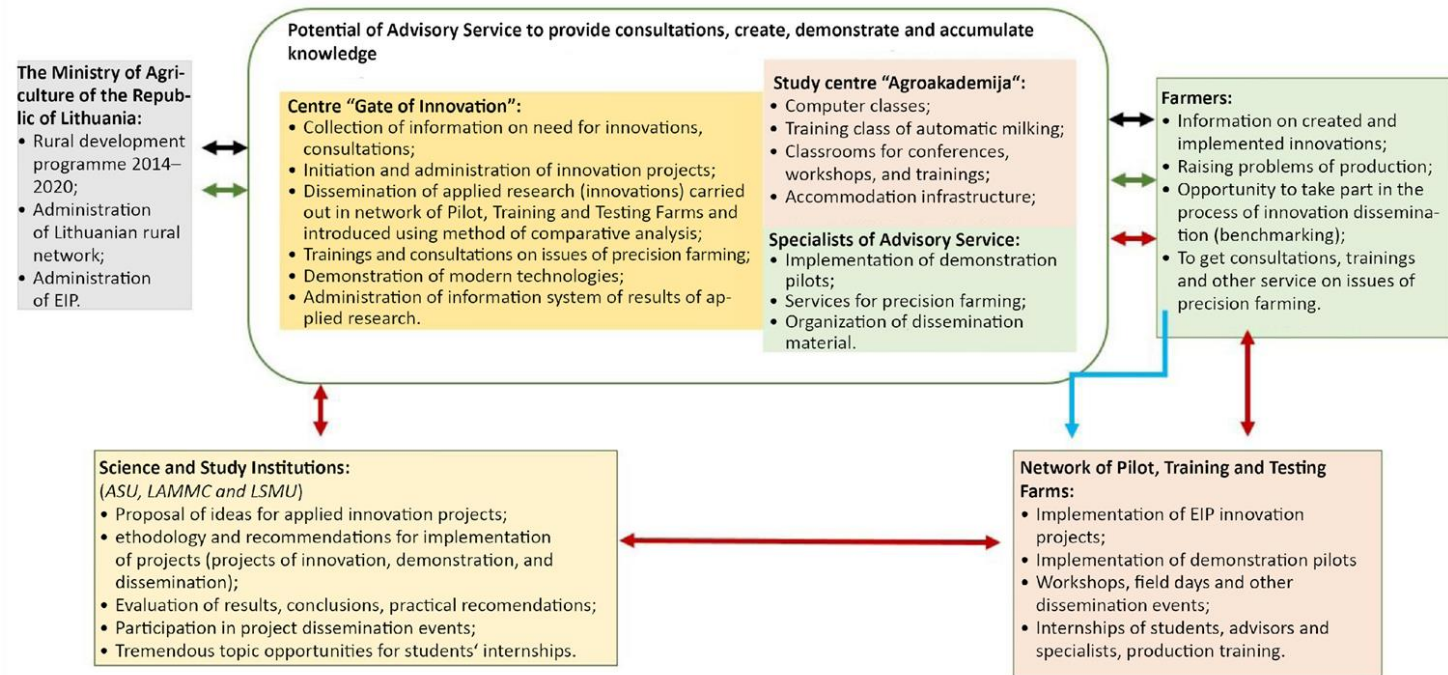 Potential of Advisory Service to provide consultations, create, demonstrate and accumulate
knowledge
The Ministry of Agri-
culture of the Repub-
lic of Lithuania:
• Rural development
programme 2014–
2020;
• Administration
of Lithuanian rural
network;
• Administration
of EIP.
Centre “Gate of Innovation”:
• Collection of information on need for innovations,
consultations;
• Initiation and administration of innovation projects;
• Dissemination of applied research (innovations) carried
out in network of Pilot, Training and Testing Farms and
introduced using method of comparative analysis;
• Trainings and consultations on issues of precision farming;
• Demonstration of modern technologies;
• Administration of information system of results of ap-
plied research.
Study centre “Agroakademija“:
• Computer classes;
• Training class of automatic milking;
• Classrooms for conferences,
workshops, and trainings;
• Accommodation infrastructure;
Specialists of Advisory Service:
• Implementation of demonstration
pilots;
• Services for precision farming;
• Organization of dissemination
material.
Farmers:
• Information on created and
implemented innovations;
• Raising problems of production;
• Opportunity to take part in the
process of innovation dissemina-
tion (benchmarking);
• To get consultations, trainings
and other service on issues of
precision farming.
Science and Study Institutions:
(ASU, LAMMC and LSMU)
• Proposal of ideas for applied innovation projects;
• ethodology and recommendations for implementation
of projects (projects of innovation, demonstration, and
dissemination);
• Evaluation of results, conclusions, practical recomendations;
• Participation in project dissemination events;
• Tremendous topic opportunities for students‘ internships.
Network of Pilot, Training and Testing
Farms:
• Implementation of EIP innovation
projects;
• Implementation of demonstration pilots
• Workshops, field days and other
dissemination events;
• Internships of students, advisors and
specialists, production training.